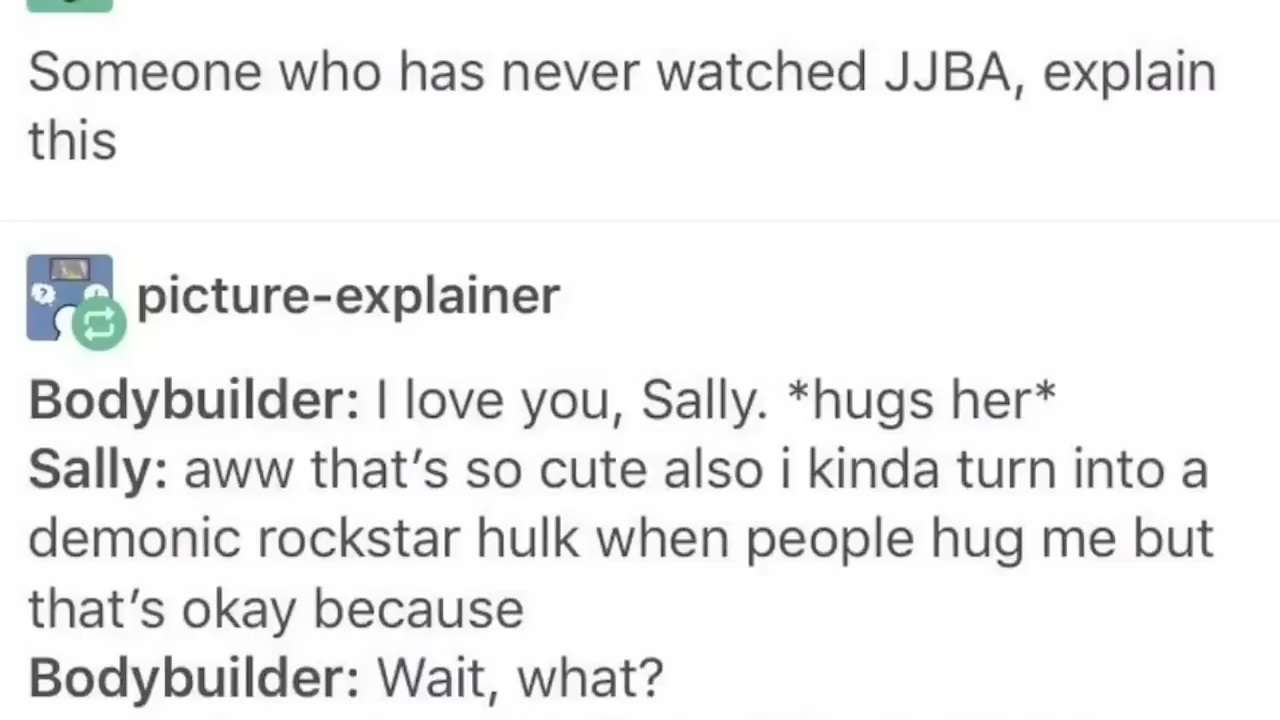 Someone who has never watched JJBA, explain
this
picture-explainer
Bodybuilder: I love you, Sally. *hugs her*
Sally: aww that’s so cute also i kinda turn into a
demonic rockstar hulk when people hug me but
that’s okay because
Bodybuilder: Wait, what?